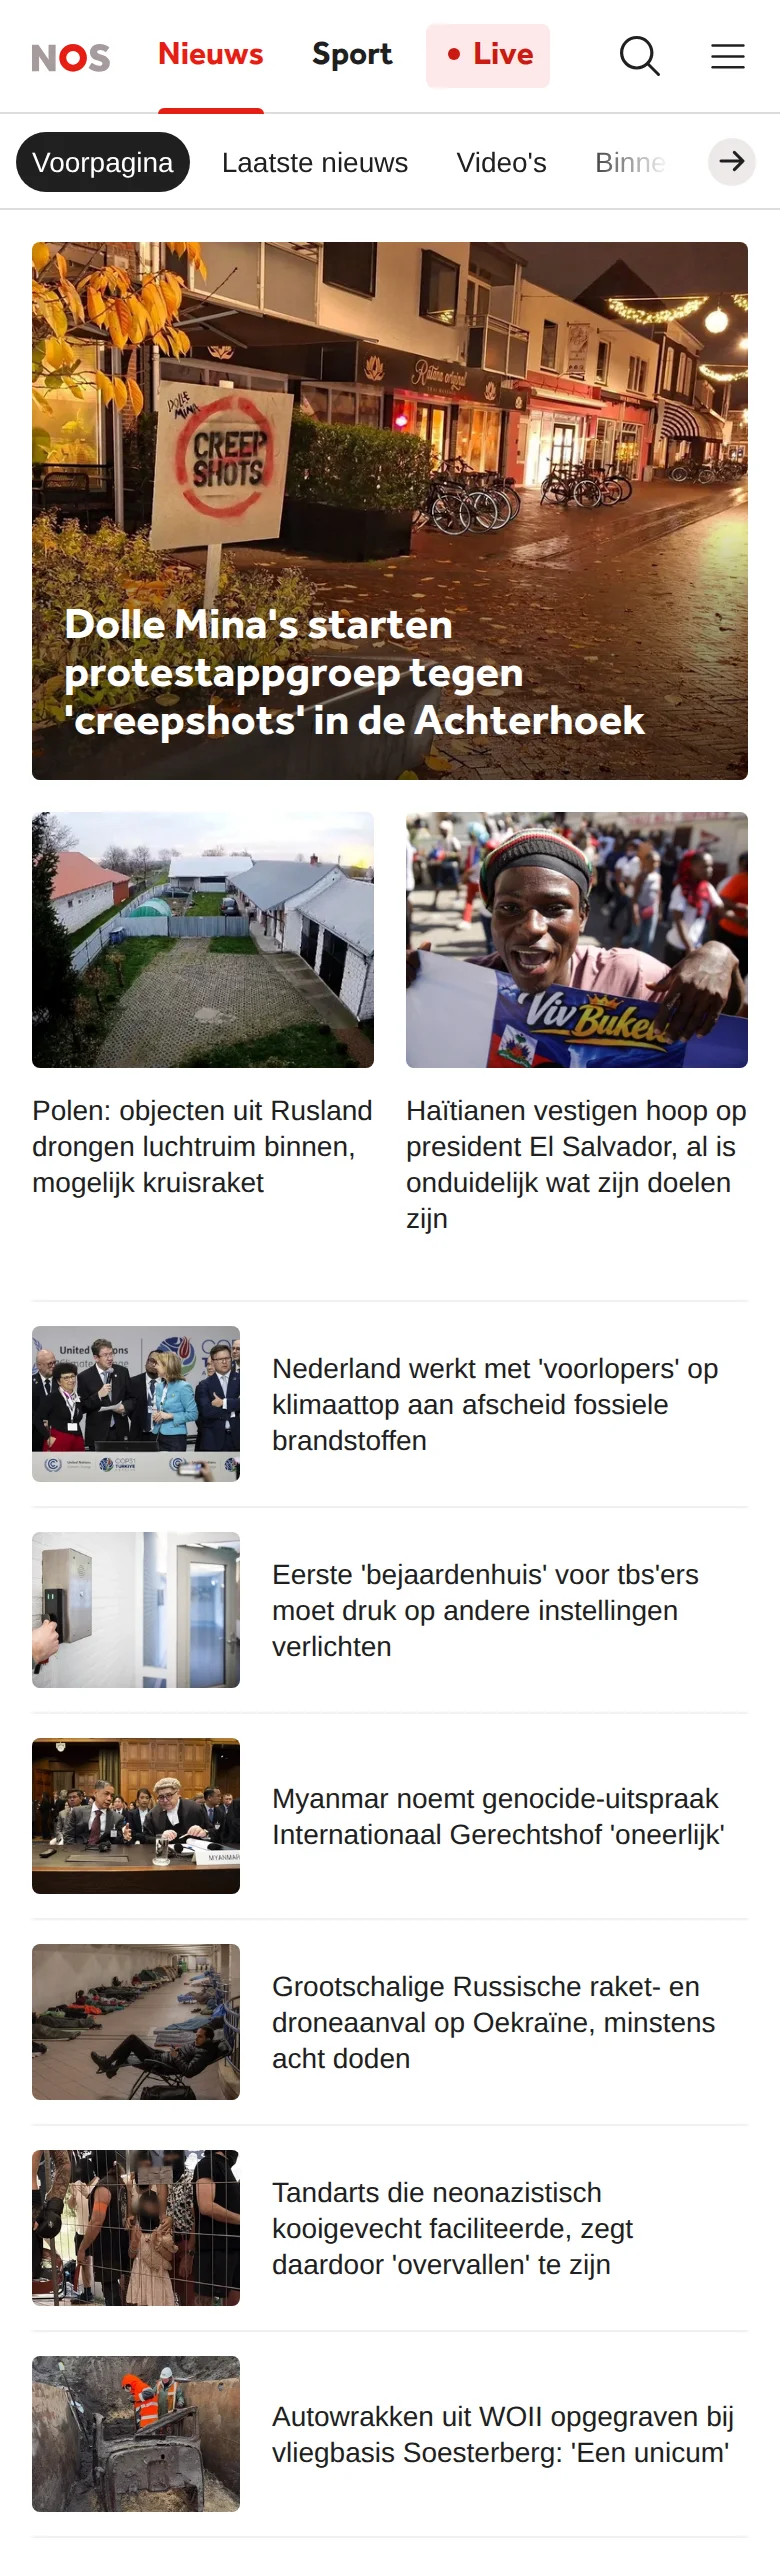 NOS Nieuws Sport Live
Voorpagina Laatste nieuws Video's Binne
DOLLE
MINA
CREEP
SHOTS
Dolle Mina's starten
protestappgroep tegen
'creepshots' in de Achterhoek
Viv Bukele
Polen: objecten uit Rusland
drongen luchtruim binnen,
mogelijk kruisraket
Haïtianen vestigen hoop op
president El Salvador, al is
onduidelijk wat zijn doelen
zijn
United Nations
Nederland werkt met 'voorlopers' op
klimaattop aan afscheid fossiele
brandstoffen
Eerste 'bejaardenhuis' voor tbs'ers
moet druk op andere instellingen
verlichten
MYANMAR
Myanmar noemt genocide-uitspraak
Internationaal Gerechtshof 'oneerlijk'
Grootschalige Russische raket- en
droneaanval op Oekraïne, minstens
acht doden
Tandarts die neonazistisch
kooigevecht faciliteerde, zegt
daardoor 'overvallen' te zijn
Autowrakken uit WOII opgegraven bij
vliegbasis Soesterberg: 'Een unicum'